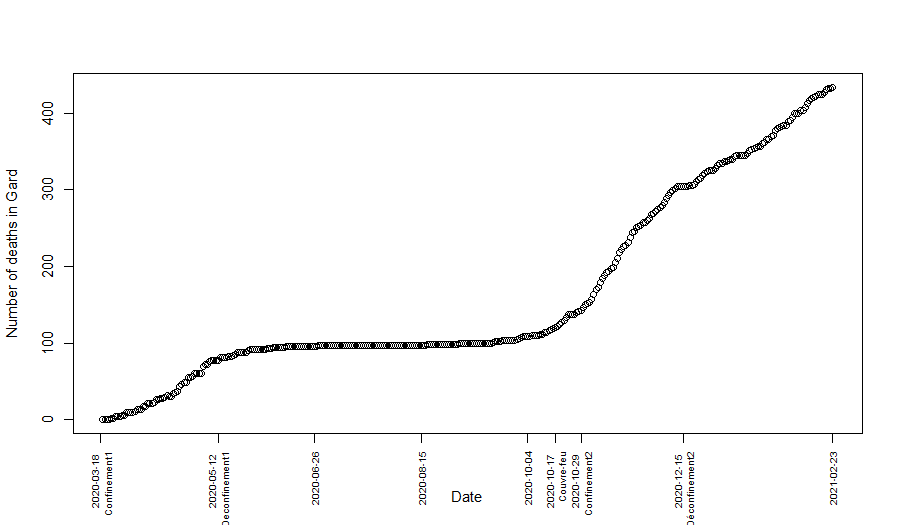 Number of deaths in Gard
400
300
200
100
0
2020-03-18
Confinement1
2020-05-12
Déconfinement1
2020-06-26
2020-08-15
2020-10-04
2020-10-17
Couvre-feu
2020-10-29
Confinement2
2020-12-15
Déconfinement2
2021-02-23
Date